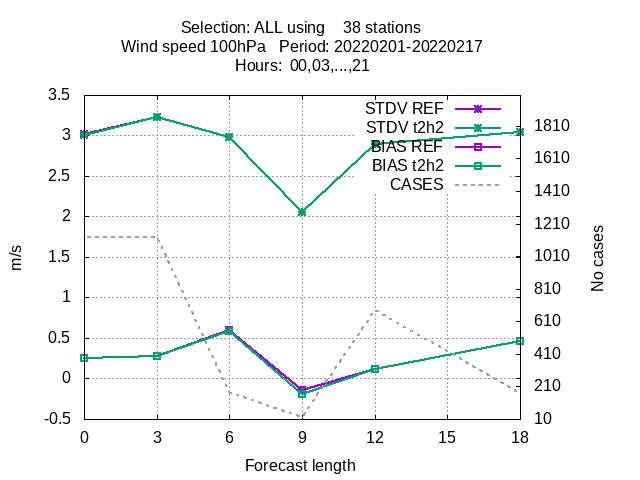 Selection: ALL using    38 stations
Wind speed 100hPa   Period: 20220201-20220217
Hours:  00,03,...,21
3.5
3
2.5
2
1.5
1
0.5
0
-0.5
m/s
STDV REF
STDV t2h2
BIAS REF
BIAS t2h2
CASES
1810
1610
1410
1210
1010
810
610
410
210
10
No cases
0 3 6 9 12 15 18
Forecast length